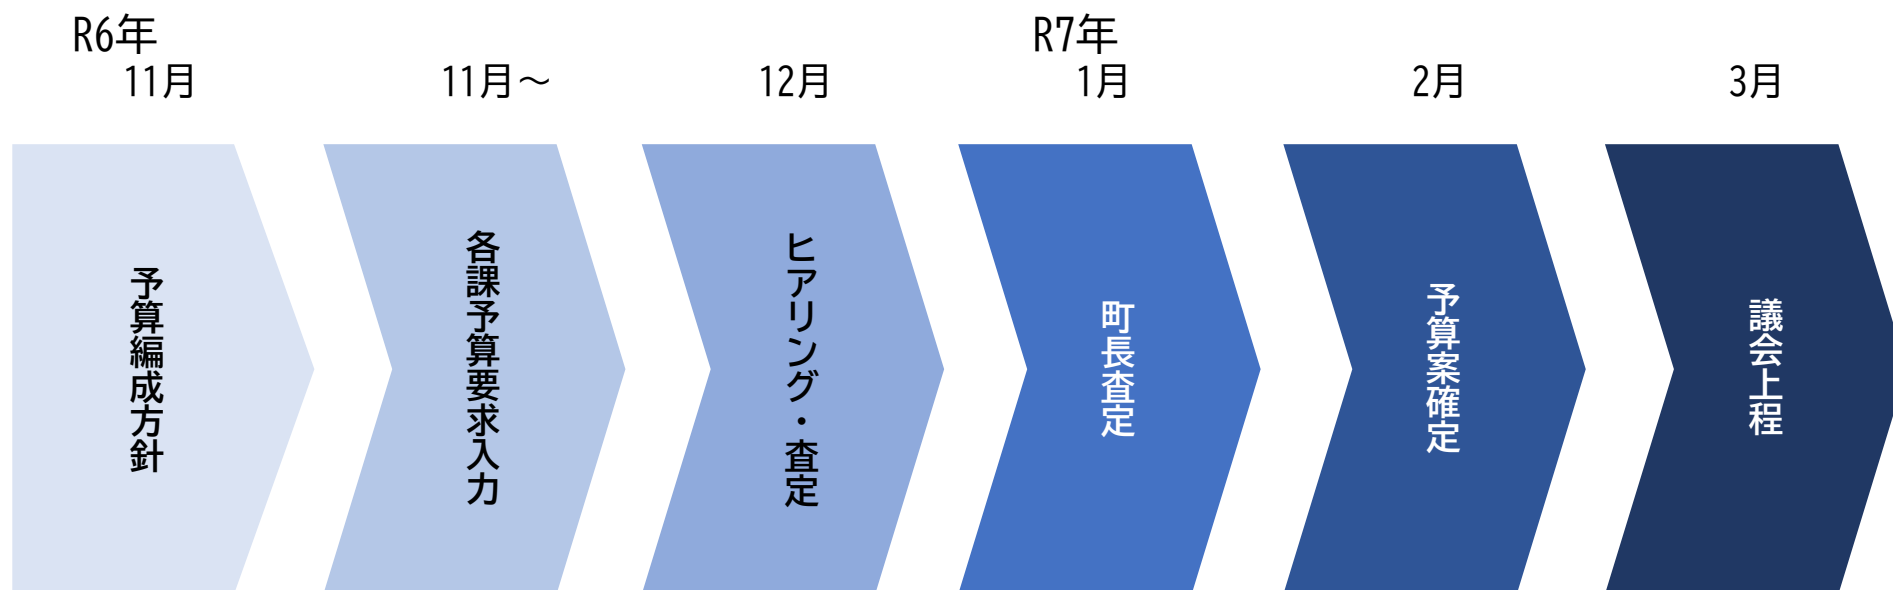 R6年
R7年
11月
11月～
12月
1月
2月
3月
予算編成方針
各課予算要求入力
ヒアリング・査定
町長査定
予算案確定
議会上程